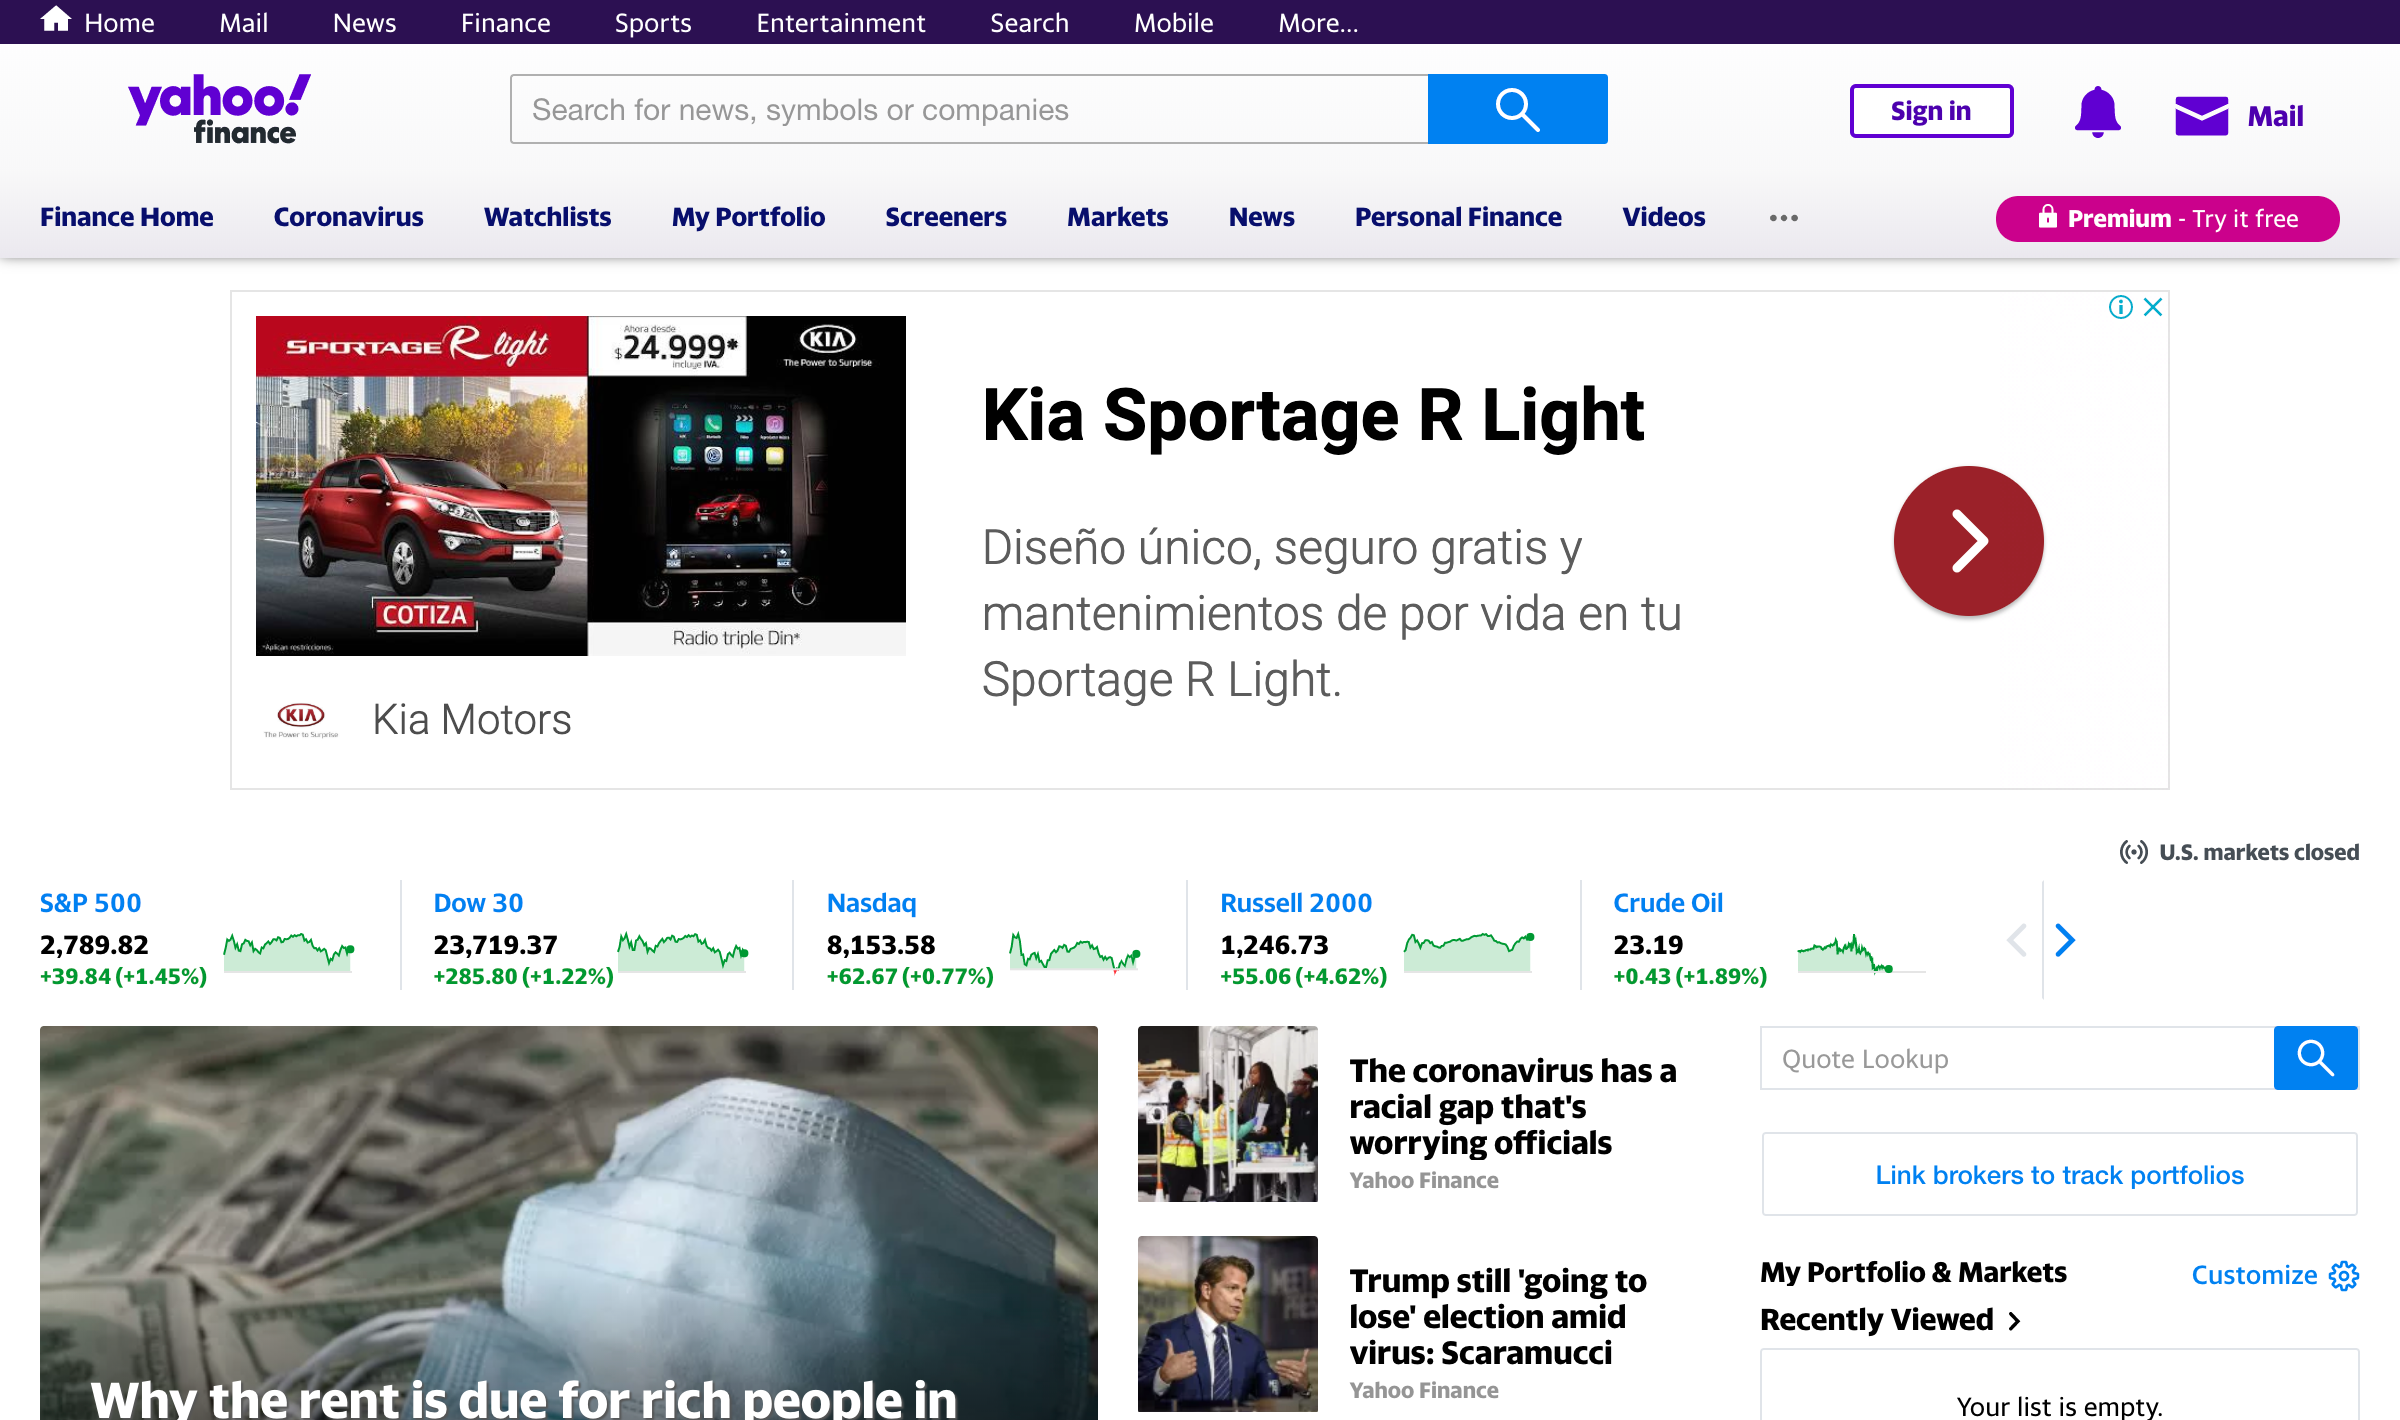 Home Mail News Finance Sports Entertainment Search Mobile More...
yahoo!
finance
Search for news, symbols or companies
Sign in
Mail
Finance Home Coronavirus Watchlists My Portfolio Screeners Markets News Personal Finance Videos ...
Premium - Try it free
SPORTAGE R light
Ahora desde
$24.999*
incluye IVA.
KIA
The Power to Surprise
COTIZA
*Aplican restricciones.
Radio triple Din*
KIA
The Power to Surprise
Kia Motors
Kia Sportage R Light
Diseño único, seguro gratis y
mantenimientos de por vida en tu
Sportage R Light.
U.S. markets closed
S&P 500
2,789.82
+39.84 (+1.45%)
Dow 30
23,719.37
+285.80 (+1.22%)
Nasdaq
8,153.58
+62.67 (+0.77%)
Russell 2000
1,246.73
+55.06 (+4.62%)
Crude Oil
23.19
+0.43 (+1.89%)
Why the rent is due for rich people in
The coronavirus has a
racial gap that's
worrying officials
Yahoo Finance
Trump still 'going to
lose' election amid
virus: Scaramucci
Yahoo Finance
Quote Lookup
Link brokers to track portfolios
My Portfolio & Markets
Customize
Recently Viewed >
Your list is empty.